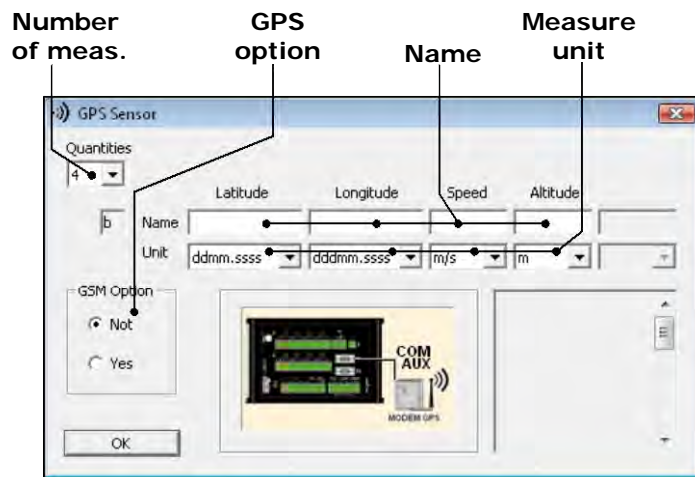 Number
of meas.
GPS
option
Name
Measure
unit
GPS Sensor
Quantities
4
Latitude Longitude Speed Altitude
b Name
Unit ddmm.ssss dddmm.ssss m/s m
GSM Option
Not
Yes
COM
AUX
MODEM GPS
OK